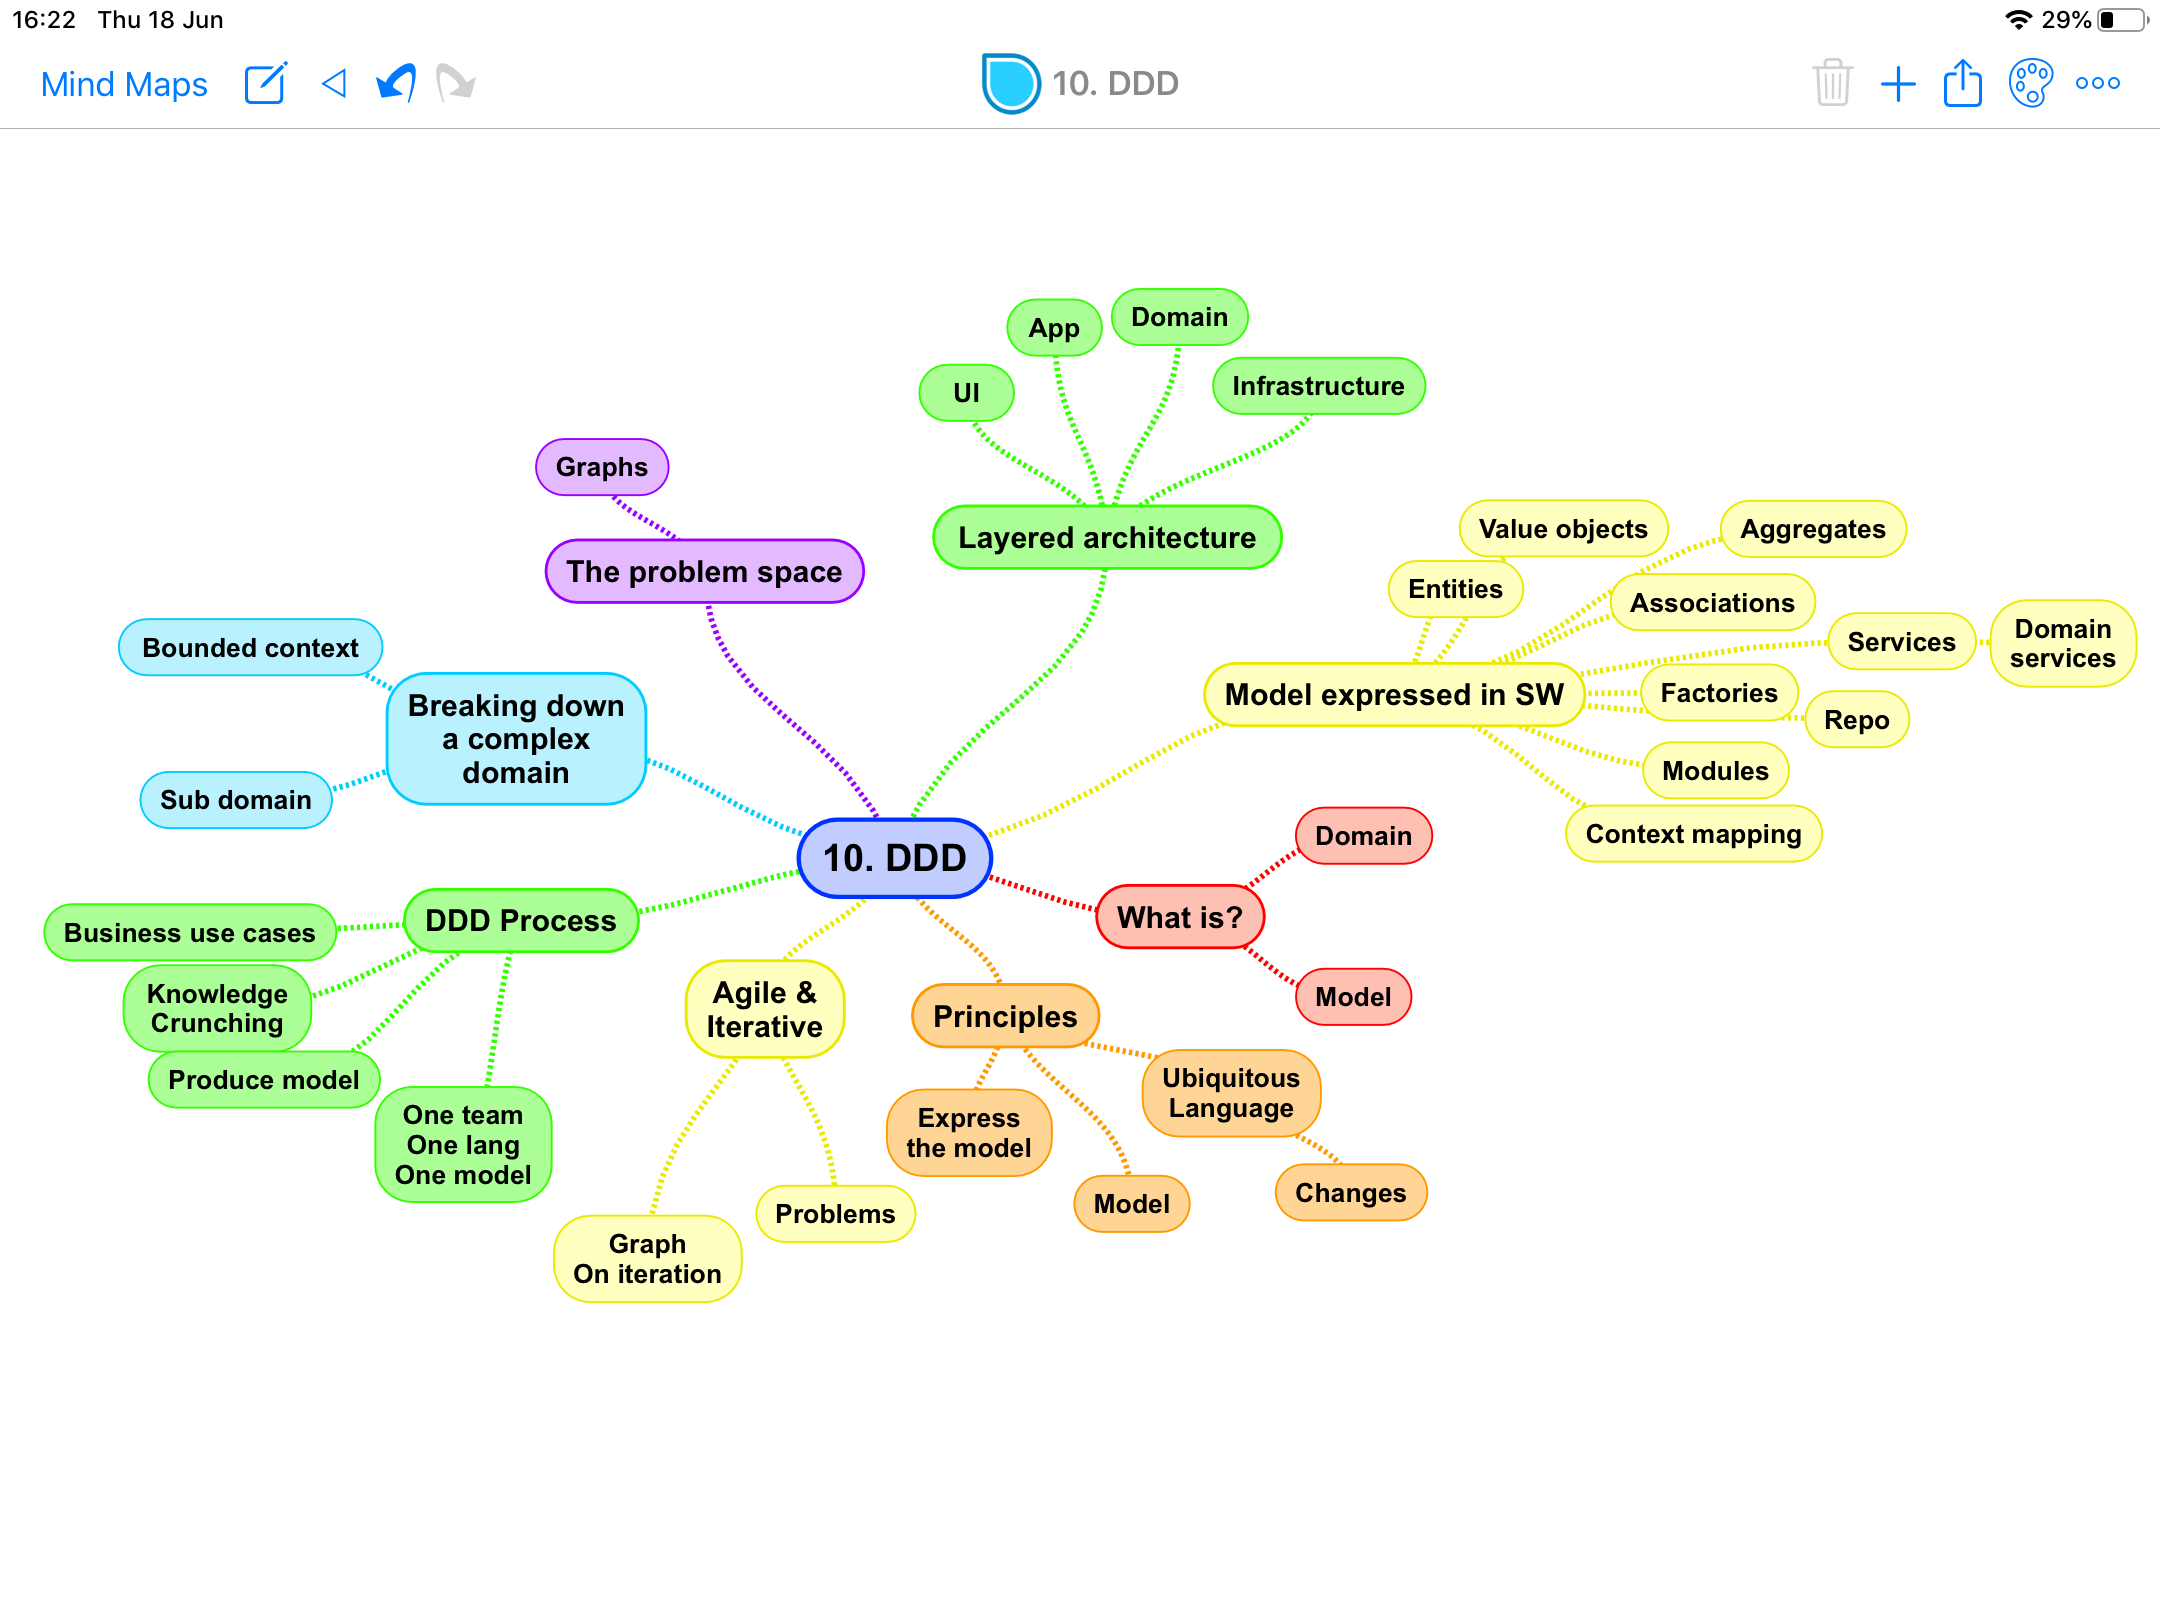 16:22 Thu 18 Jun
29%
Mind Maps
10. DDD
App
Domain
UI
Infrastructure
Graphs
Layered architecture
The problem space
Value objects
Aggregates
Entities
Associations
Services
Domain
services
Model expressed in SW
Factories
Repo
Modules
Context mapping
Bounded context
Breaking down
a complex
domain
Sub domain
10. DDD
Domain
What is?
Model
DDD Process
Business use cases
Knowledge
Crunching
Produce model
One team
One lang
One model
Agile &
Iterative
Graph
On iteration
Problems
Principles
Express
the model
Model
Ubiquitous
Language
Changes